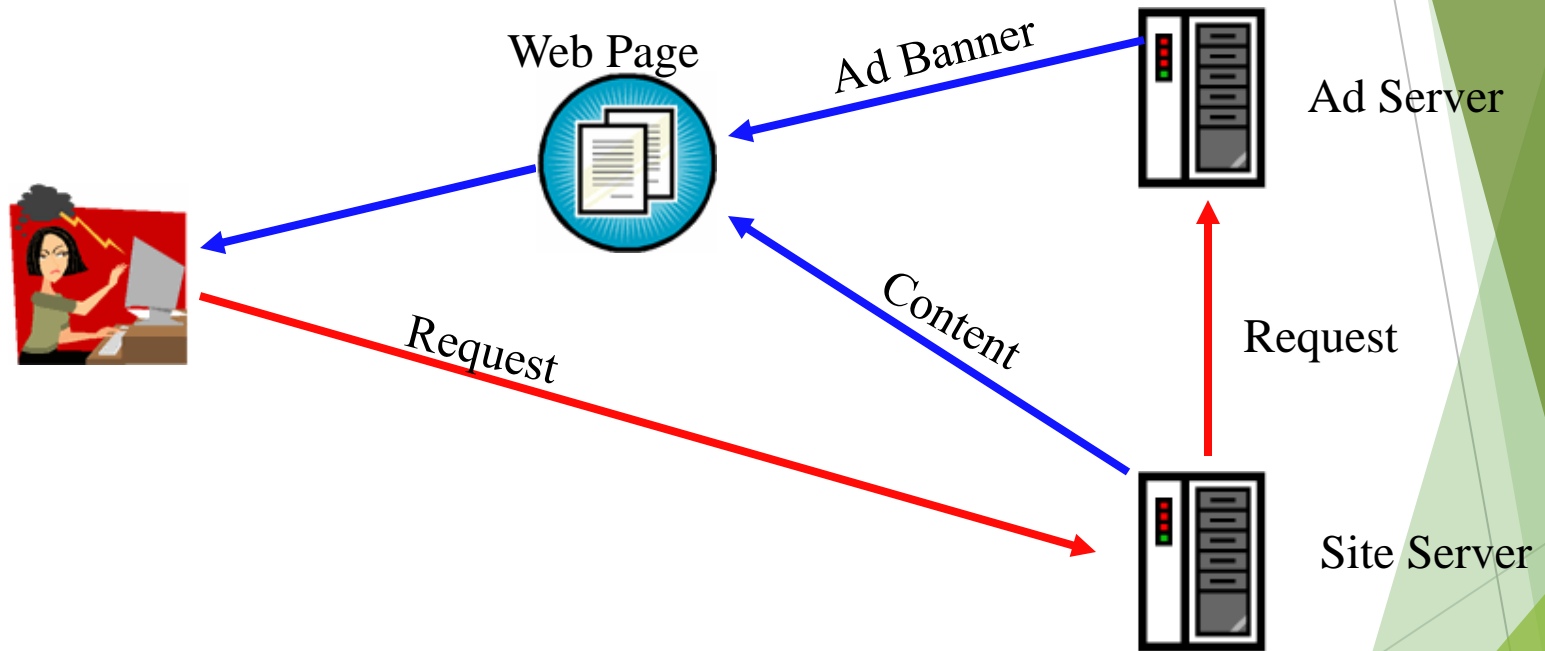 Web Page
Ad Banner
Ad Server
Content
Request
Request
Site Server